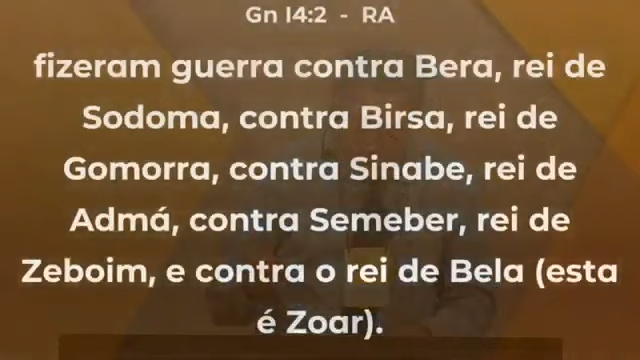 Gn 14:2 - RA
fizeram guerra contra Bera, rei de
Sodoma, contra Birsa, rei de
Gomorra, contra Sinabe, rei de
Admá, contra Semeber, rei de
Zeboim, e contra o rei de Bela (esta
é Zoar).